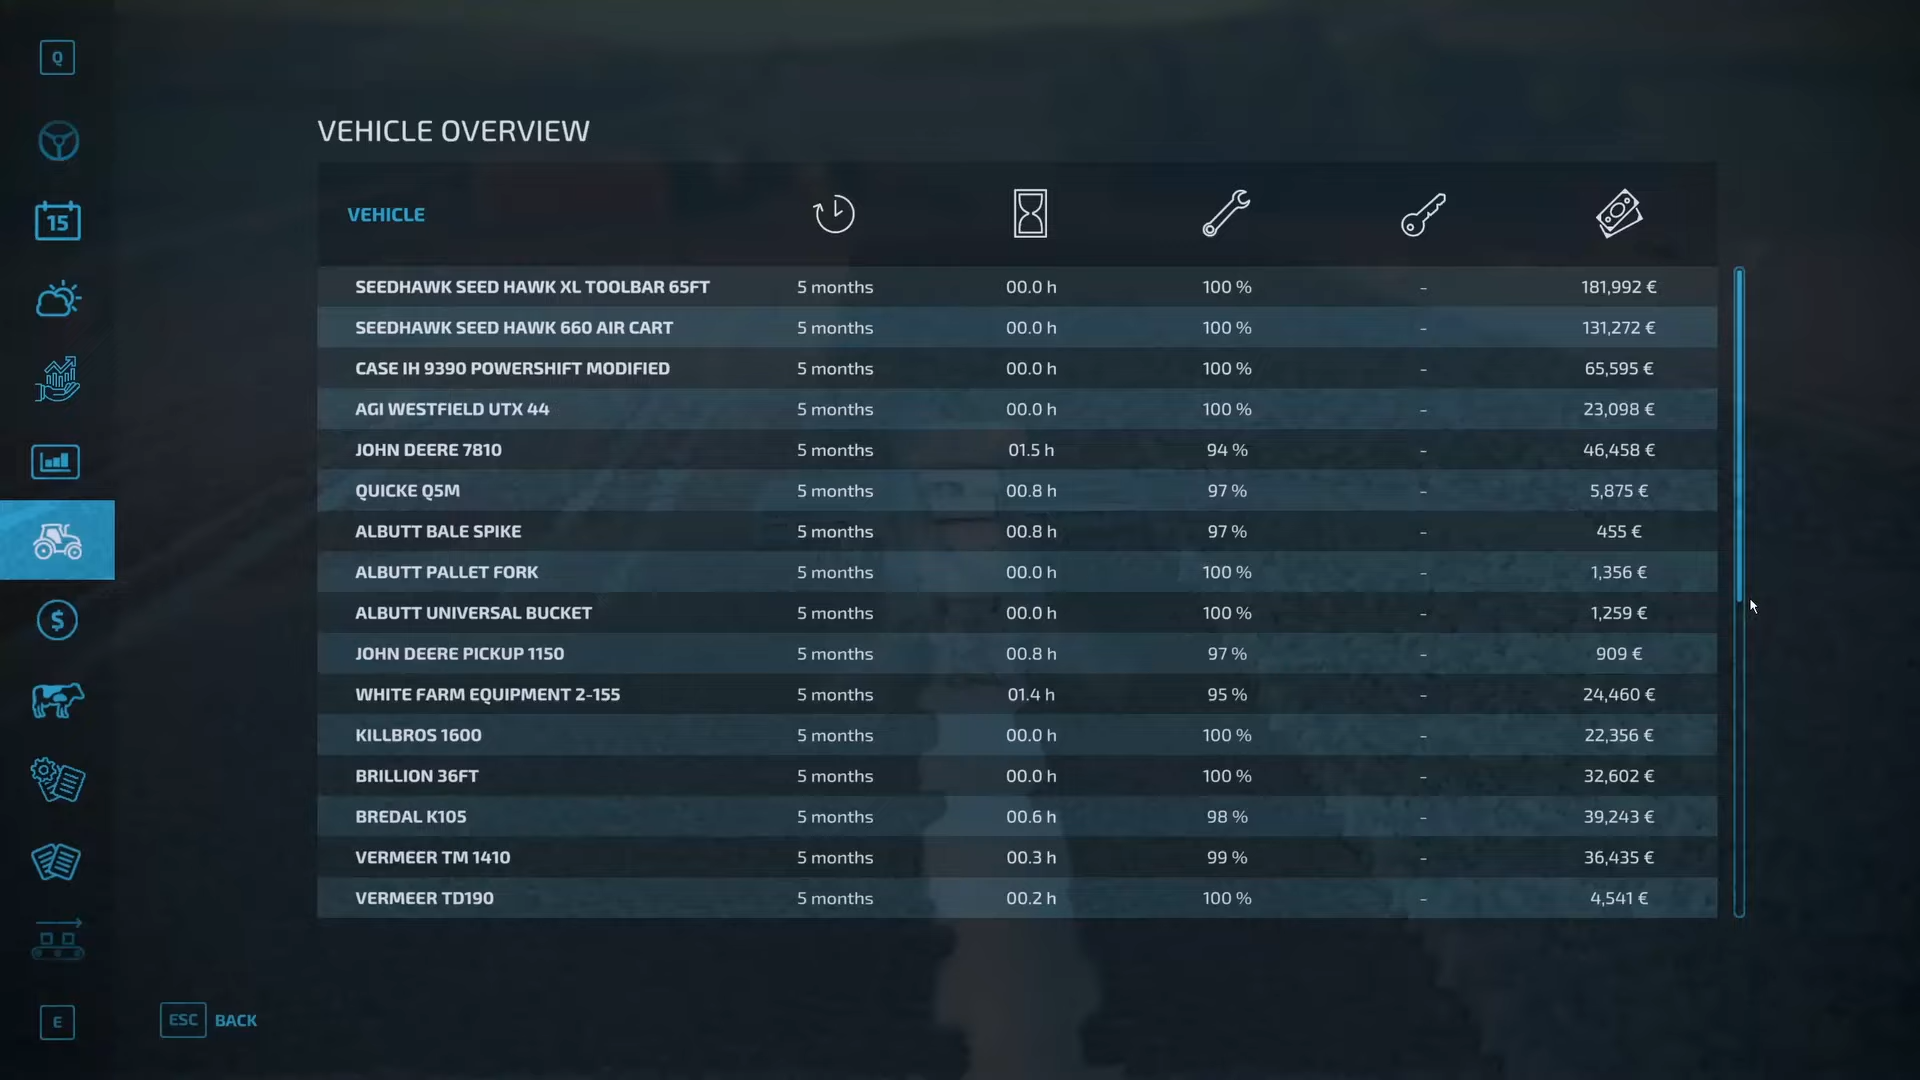 Q
15
VEHICLE OVERVIEW
VEHICLE
SEEDHAWK SEED HAWK XL TOOLBAR 65FT 5 months 00.0 h 100 % - 181,992 €
SEEDHAWK SEED HAWK 660 AIR CART 5 months 00.0 h 100 % - 131,272 €
CASE IH 9390 POWERSHIFT MODIFIED 5 months 00.0 h 100 % - 65,595 €
AGI WESTFIELD UTX 44 5 months 00.0 h 100 % - 23,098 €
JOHN DEERE 7810 5 months 01.5 h 94 % - 46,458 €
QUICKE Q5M 5 months 00.8 h 97 % - 5,875 €
ALBUTT BALE SPIKE 5 months 00.8 h 97 % - 455 €
ALBUTT PALLET FORK 5 months 00.0 h 100 % - 1,356 €
ALBUTT UNIVERSAL BUCKET 5 months 00.0 h 100 % - 1,259 €
JOHN DEERE PICKUP 1150 5 months 00.8 h 97 % - 909 €
WHITE FARM EQUIPMENT 2-155 5 months 01.4 h 95 % - 24,460 €
KILLBROS 1600 5 months 00.0 h 100 % - 22,356 €
BRILLION 36FT 5 months 00.0 h 100 % - 32,602 €
BREDAL K105 5 months 00.6 h 98 % - 39,243 €
VERMEER TM 1410 5 months 00.3 h 99 % - 36,435 €
VERMEER TD190 5 months 00.2 h 100 % - 4,541 €
$
E
ESC BACK